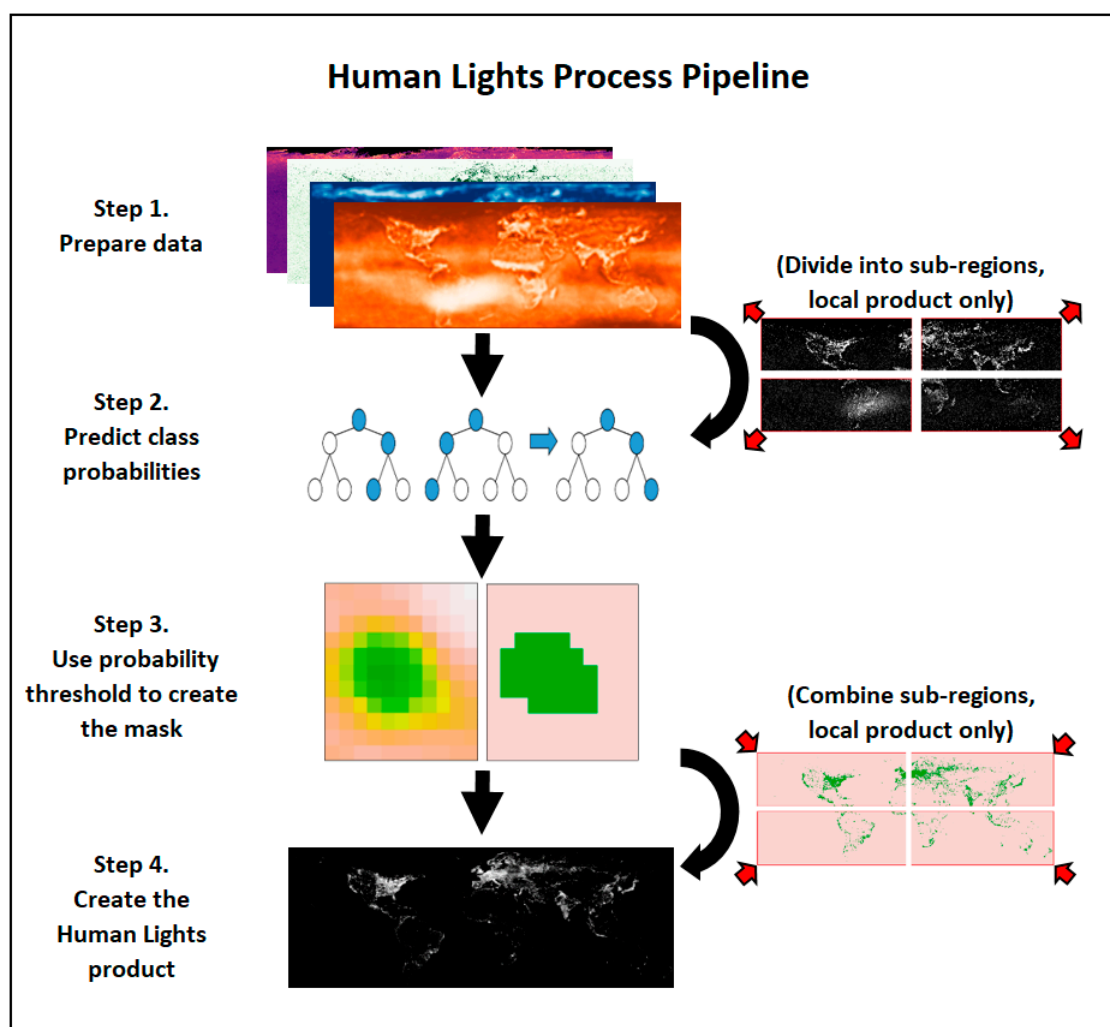 Human Lights Process Pipeline
Step 1.
Prepare data
(Divide into sub-regions,
local product only)
Step 2.
Predict class
probabilities
Step 3.
Use probability
threshold to create
the mask
(Combine sub-regions,
local product only)
Step 4.
Create the
Human Lights
product